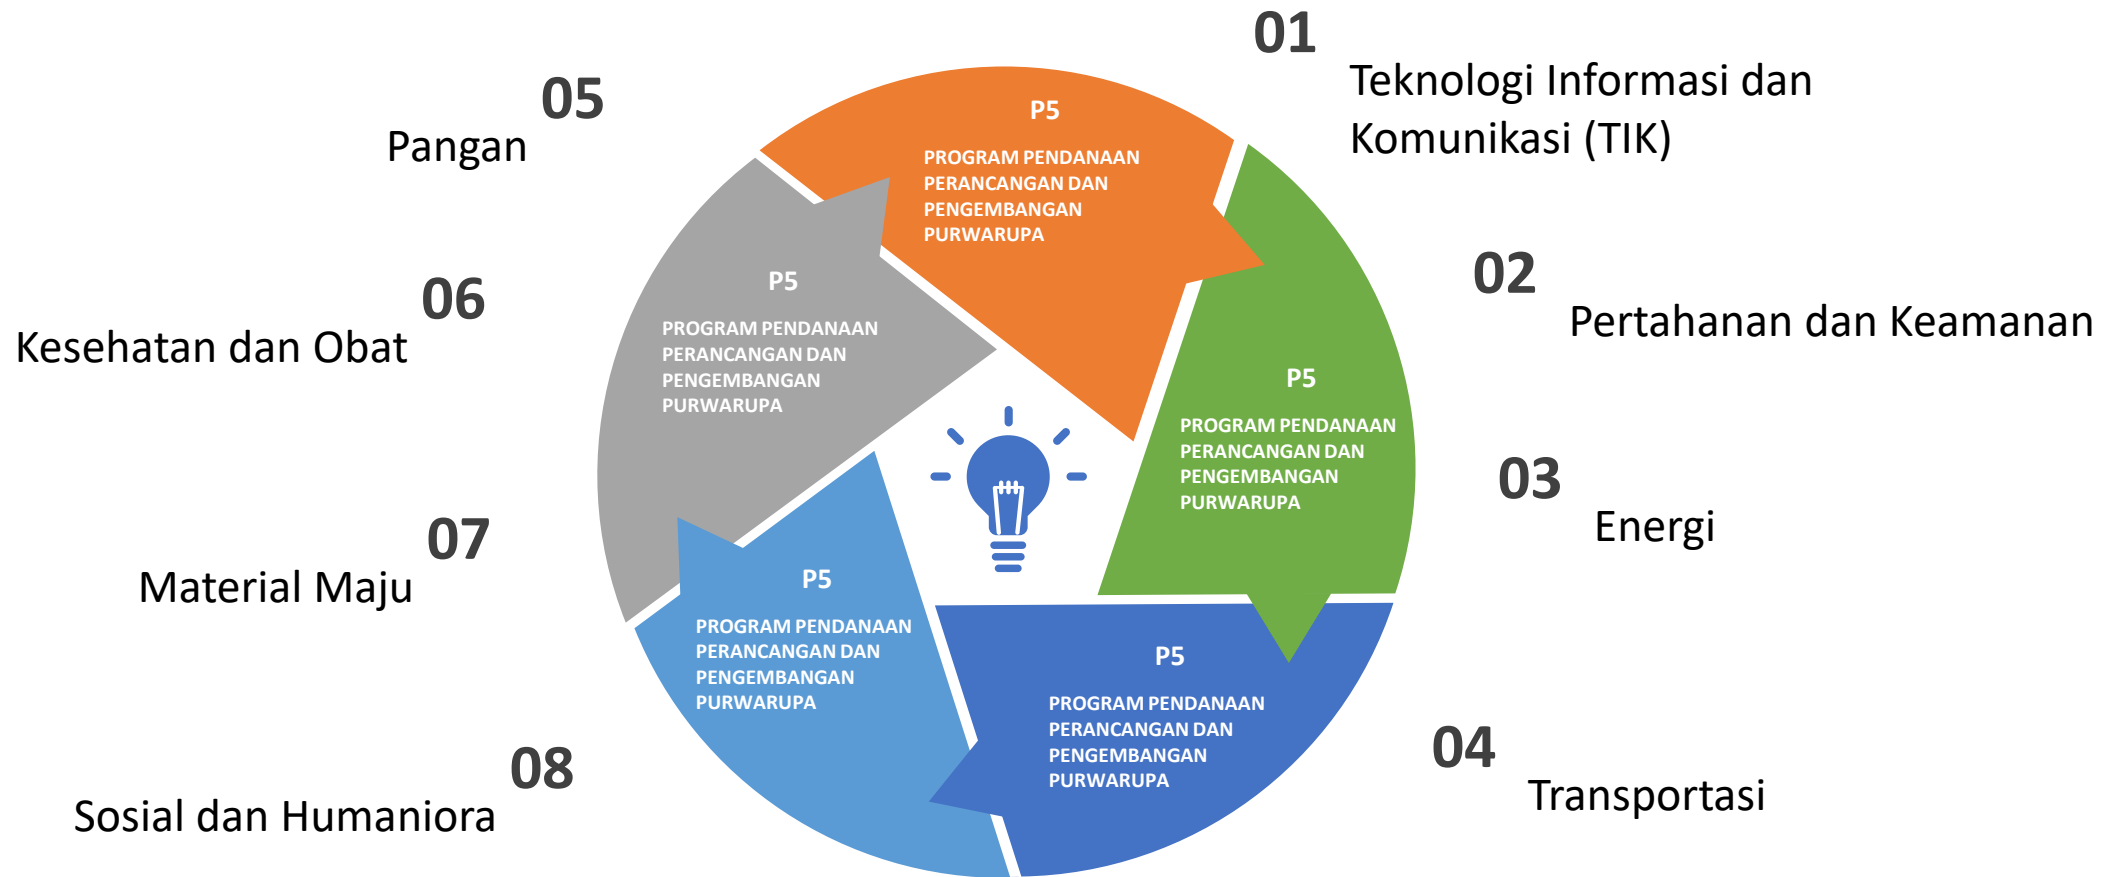 01
Teknologi Informasi dan
Komunikasi (TIK)
02
Pertahanan dan Keamanan
03
Energi
04
Transportasi
05
Pangan
06
Kesehatan dan Obat
07
Material Maju
08
Sosial dan Humaniora
P5
PROGRAM PENDANAAN
PERANCANGAN DAN
PENGEMBANGAN
PURWARUPA
P5
PROGRAM PENDANAAN
PERANCANGAN DAN
PENGEMBANGAN
PURWARUPA
P5
PROGRAM PENDANAAN
PERANCANGAN DAN
PENGEMBANGAN
PURWARUPA
P5
PROGRAM PENDANAAN
PERANCANGAN DAN
PENGEMBANGAN
PURWARUPA
P5
PROGRAM PENDANAAN
PERANCANGAN DAN
PENGEMBANGAN
PURWARUPA